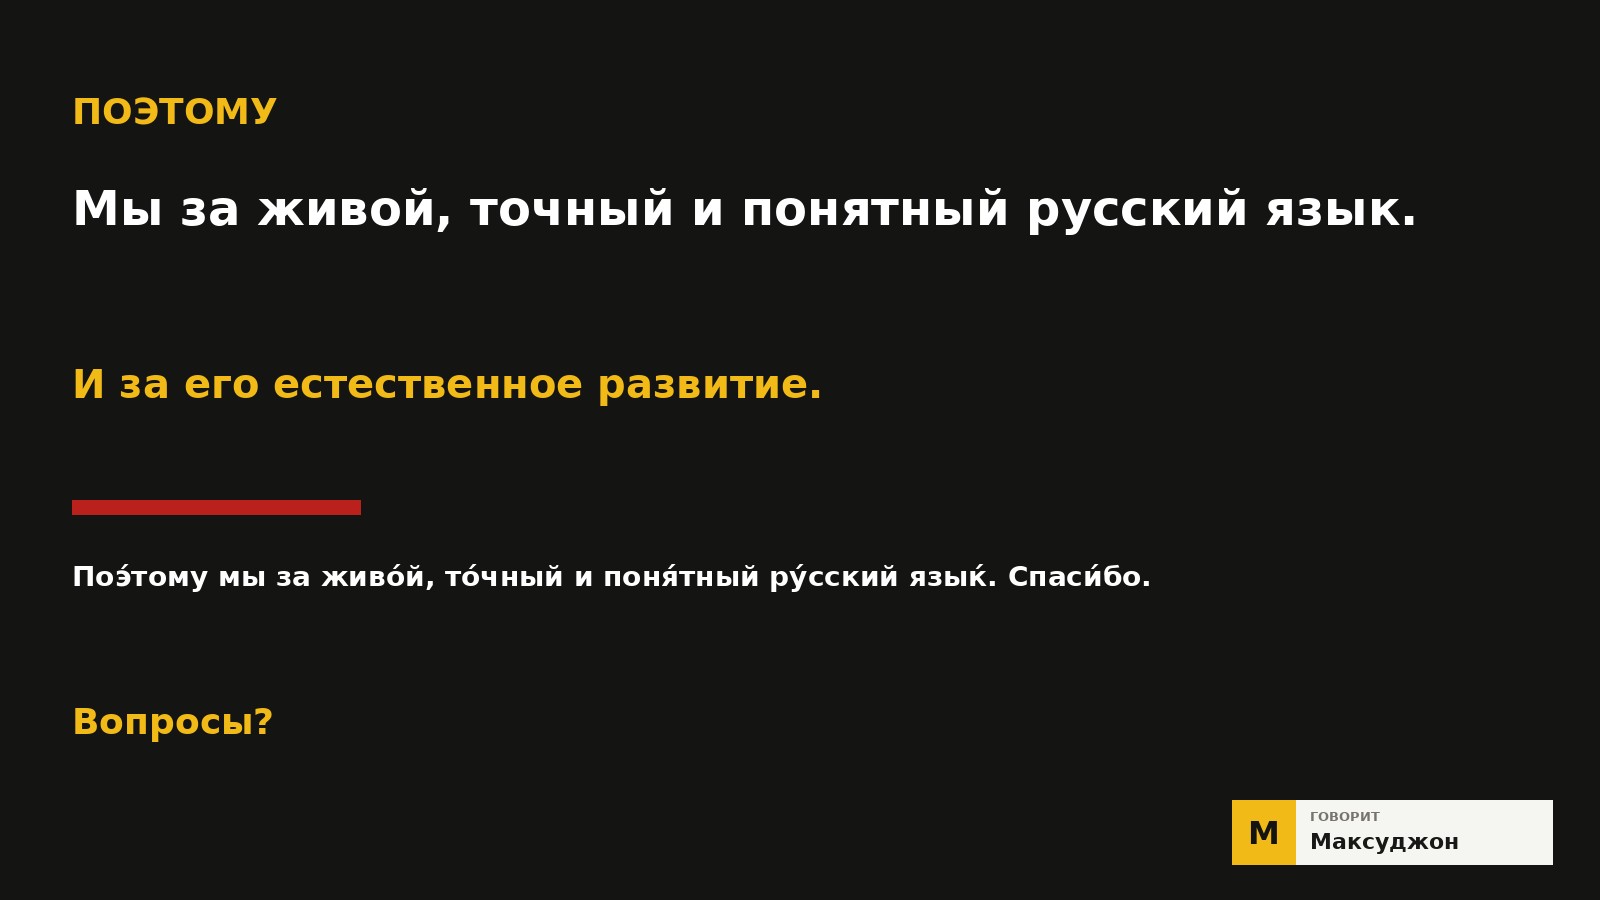 ПОЭТОМУ
Мы за живой, точный и понятный русский язык.
И за его естественное развитие.
Поэ́тому мы за живо́й, то́чный и поня́тный ру́сский язы́к. Спаси́бо.
Вопросы?
М
ГОВОРИТ
Максуджон